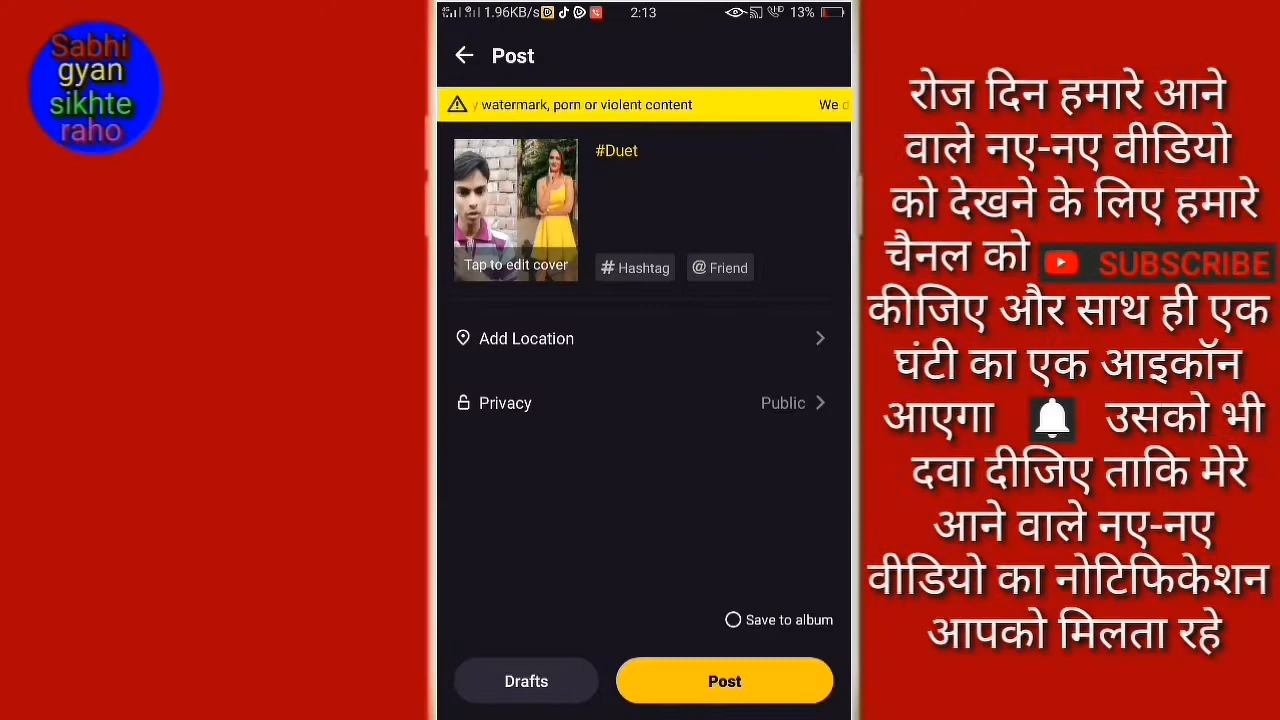 Sabhi
gyan
sikhte
raho
1.96KB/s 2:13 13%
Post
watermark, porn or violent content We
#Duet
Tap to edit cover
# Hashtag @ Friend
Add Location
Privacy Public
Save to album
Drafts Post
रोज दिन हमारे आने
वाले नए-नए वीडियो
को देखने के लिए हमारे
चैनल को SUBSCRIBE
कीजिए और साथ ही एक
घंटी का एक आइकॉन
आएगा उसको भी
दवा दीजिए ताकि मेरे
आने वाले नए-नए
वीडियो का नोटिफिकेशन
आपको मिलता रहे